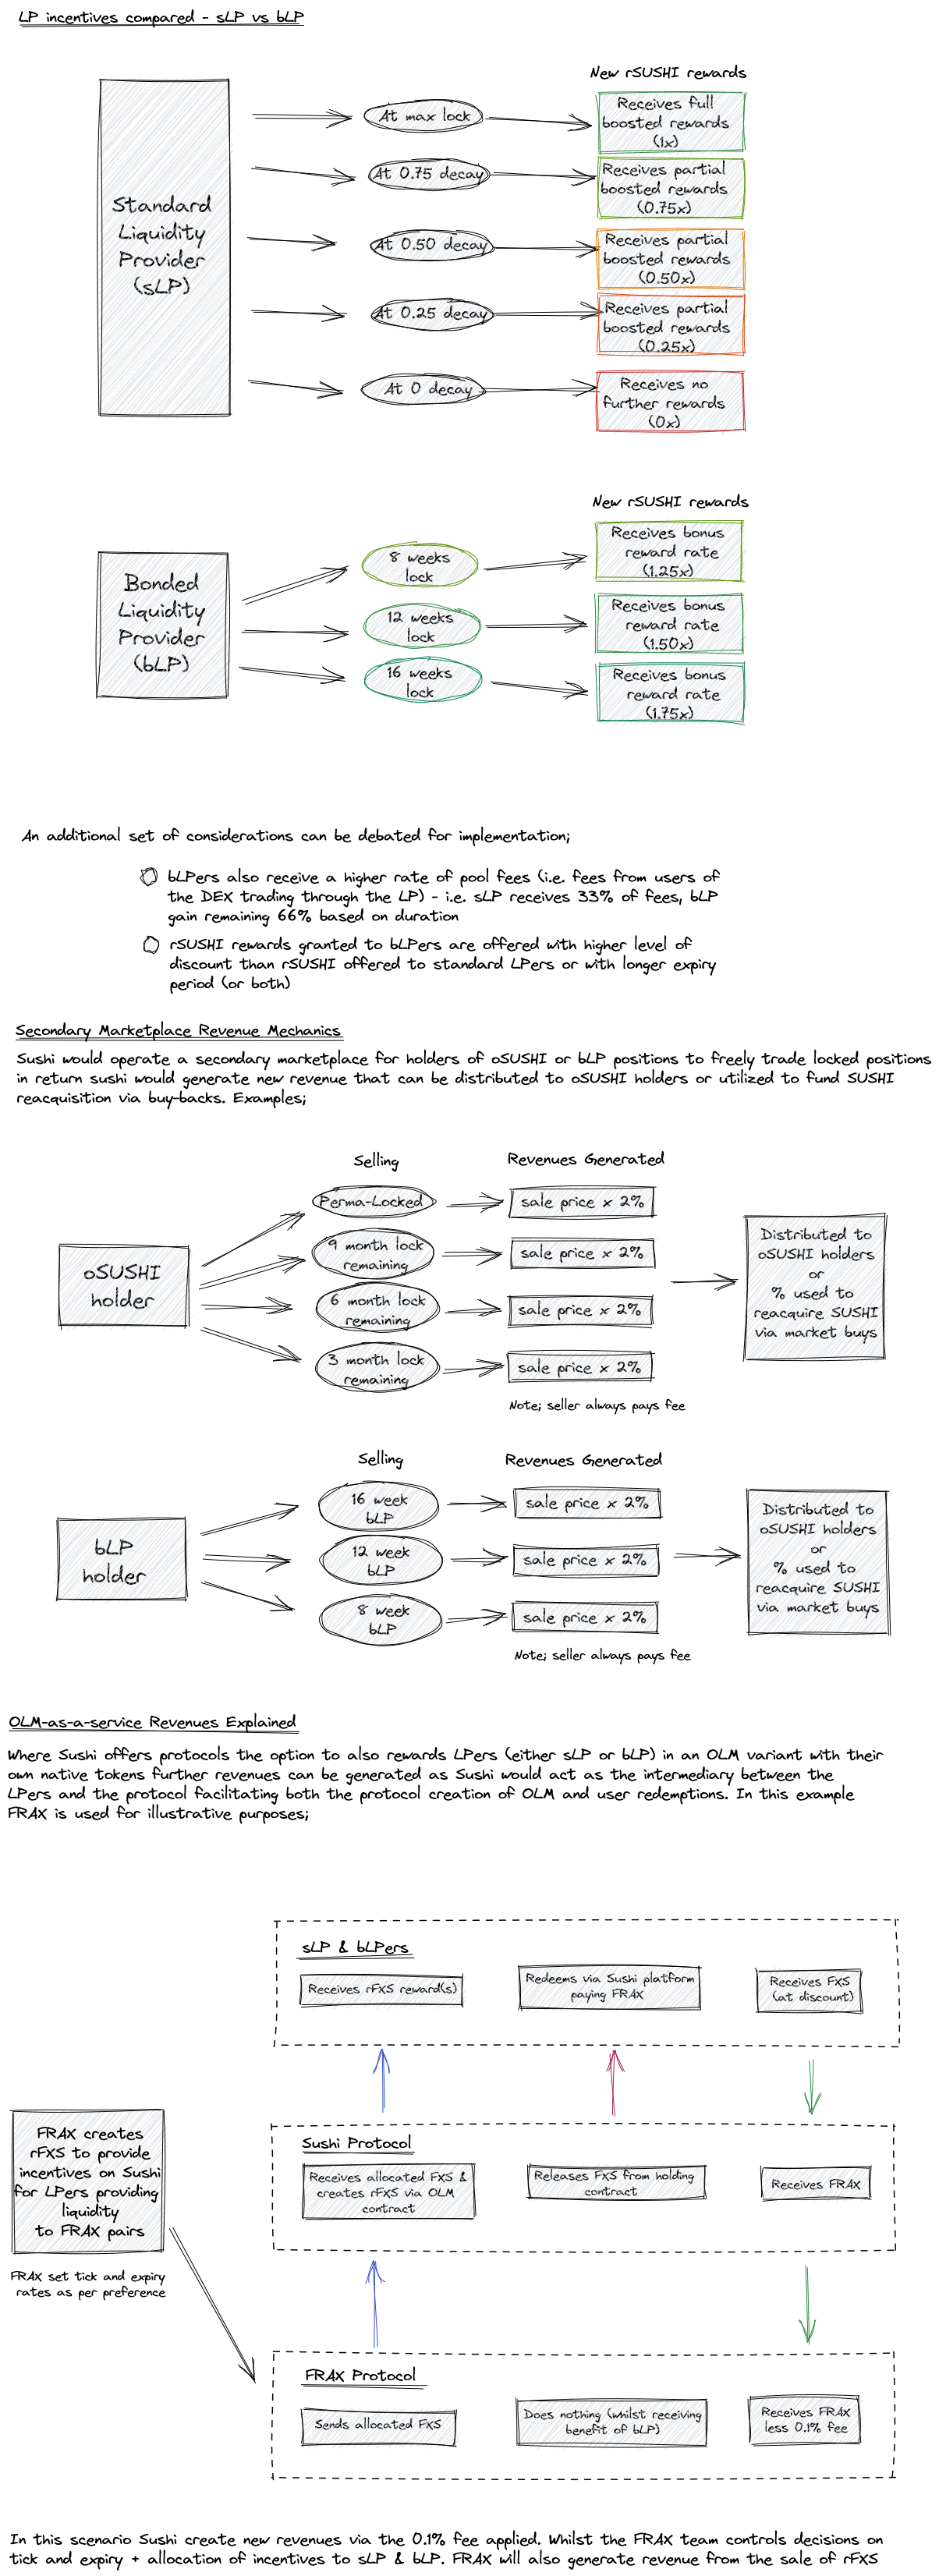 LP incentives compared - sLP vs bLP
New rSUSHI rewards
Standard
Liquidity
Provider
(sLP)
At max lock
Receives full
boosted rewards
(1x)
At 0.75 decay
Receives partial
boosted rewards
(0.75x)
At 0.50 decay
Receives partial
boosted rewards
(0.50x)
At 0.25 decay
Receives partial
boosted rewards
(0.25x)
At 0 decay
Receives no
further rewards
(0x)
New rSUSHI rewards
Bonded
Liquidity
Provider
(bLP)
8 weeks
lock
Receives bonus
reward rate
(1.25x)
12 weeks
lock
Receives bonus
reward rate
(1.50x)
16 weeks
lock
Receives bonus
reward rate
(1.75x)
An additional set of considerations can be debated for implementation;
bLPers also receive a higher rate of pool fees (i.e. fees from users of
the DEX trading through the LP) - i.e. sLP receives 33% of fees, bLP
gain remaining 66% based on duration
rSUSHI rewards granted to bLPers are offered with higher level of
discount than rSUSHI offered to standard LPers or with longer expiry
period (or both)
Secondary Marketplace Revenue Mechanics
Sushi would operate a secondary marketplace for holders of oSUSHI or bLP positions to freely trade locked positions
in return sushi would generate new revenue that can be distributed to oSUSHI holders or utilized to fund SUSHI
reacquisition via buy-backs. Examples;
Selling
Revenues Generated
oSUSHI
holder
Perma-Locked
sale price x 2%
9 month lock
remaining
sale price x 2%
6 month lock
remaining
sale price x 2%
3 month lock
remaining
sale price x 2%
Note; seller always pays fee
Distributed to
oSUSHI holders
or
% used to
reacquire SUSHI
via market buys
Selling
Revenues Generated
bLP
holder
16 week
bLP
sale price x 2%
12 week
bLP
sale price x 2%
8 week
bLP
sale price x 2%
Note; seller always pays fee
Distributed to
oSUSHI holders
or
% used to
reacquire SUSHI
via market buys
OLM-as-a-service Revenues Explained
Where Sushi offers protocols the option to also rewards LPers (either sLP or bLP) in an OLM variant with their
own native tokens further revenues can be generated as Sushi would act as the intermediary between the
LPers and the protocol facilitating both the protocol creation of OLM and user redemptions. In this example
FRAX is used for illustrative purposes;
sLP & bLPers
Receives rFXS reward(s)
Redeems via Sushi platform
paying FRAX
Receives FXS
(at discount)
FRAX creates
rFXS to provide
incentives on Sushi
for LPers providing
liquidity
to FRAX pairs
FRAX set tick and expiry
rates as per preference
Sushi Protocol
Receives allocated FXS &
creates rFXS via OLM
contract
Releases FXS from holding
contract
Receives FRAX
FRAX Protocol
Sends allocated FXS
Does nothing (whilst receiving
benefit of bLP)
Receives FRAX
less 0.1% fee
In this scenario Sushi create new revenues via the 0.1% fee applied. Whilst the FRAX team controls decisions on
tick and expiry + allocation of incentives to sLP & bLP. FRAX will also generate revenue from the sale of rFXS